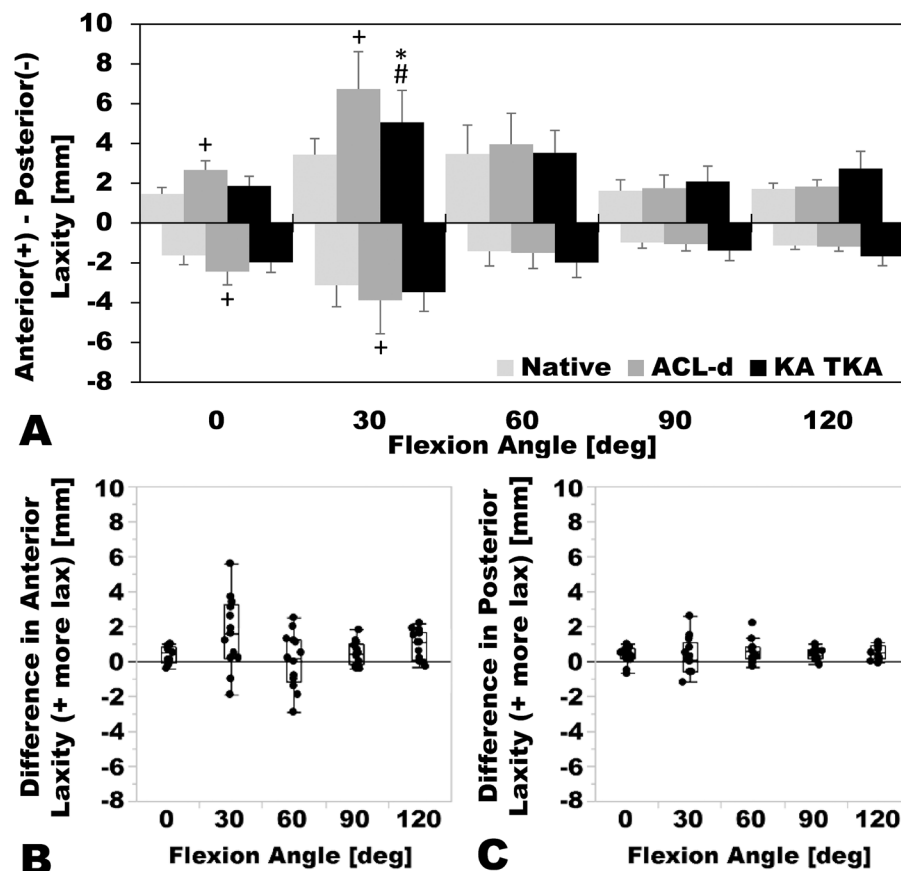 Anterior(+) - Posterior(-)
Laxity [mm]
10
8
6
4
2
0
-2
-4
-6
-8
+
+
+
*
#
+
Native ACL-d KA TKA
0 30 60 90 120
Flexion Angle [deg]
A
Difference in Anterior
Laxity (+ more lax) [mm]
10
8
6
4
2
0
-2
-4
-6
-8
0 30 60 90 120
Flexion Angle [deg]
B
Difference in Posterior
Laxity (+ more lax) [mm]
10
8
6
4
2
0
-2
-4
-6
-8
0 30 60 90 120
Flexion Angle [deg]
C